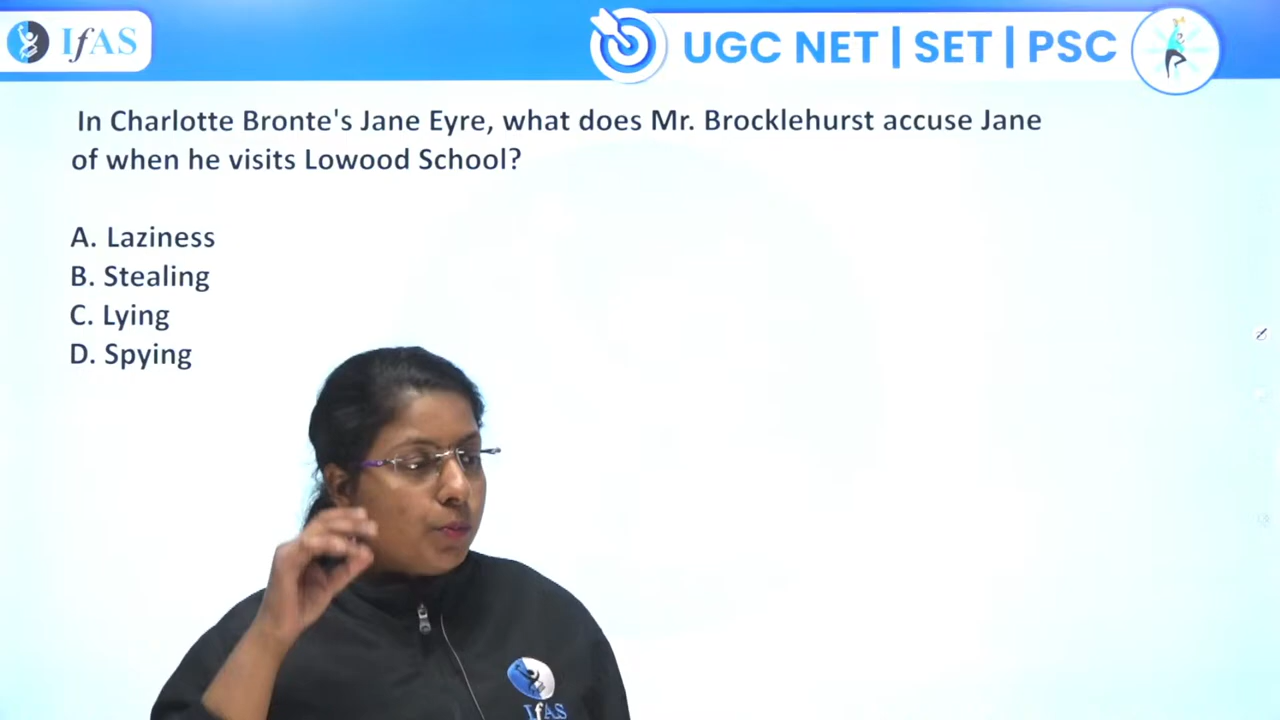 IfAS
UGC NET | SET | PSC
In Charlotte Bronte's Jane Eyre, what does Mr. Brocklehurst accuse Jane
of when he visits Lowood School?
A. Laziness
B. Stealing
C. Lying
D. Spying
IfAS